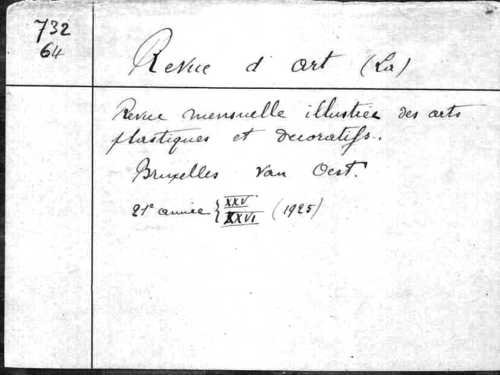 732
64
Revue d'art (La)
Revue mensuelle illustrée des arts
plastiques et decoratifs.
Bruxelles Van Oest.
21e année { XXV
XXVI (1925)